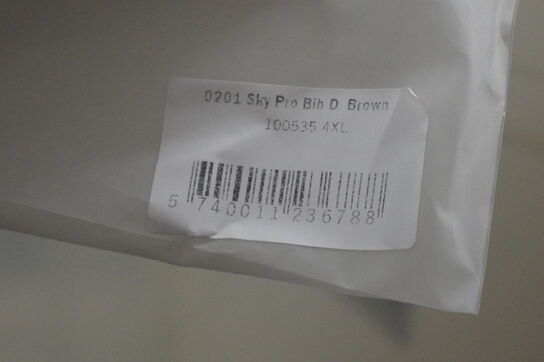 0201 Sky Pro Bib D. Brown
100535 4XL
5 740011 236788